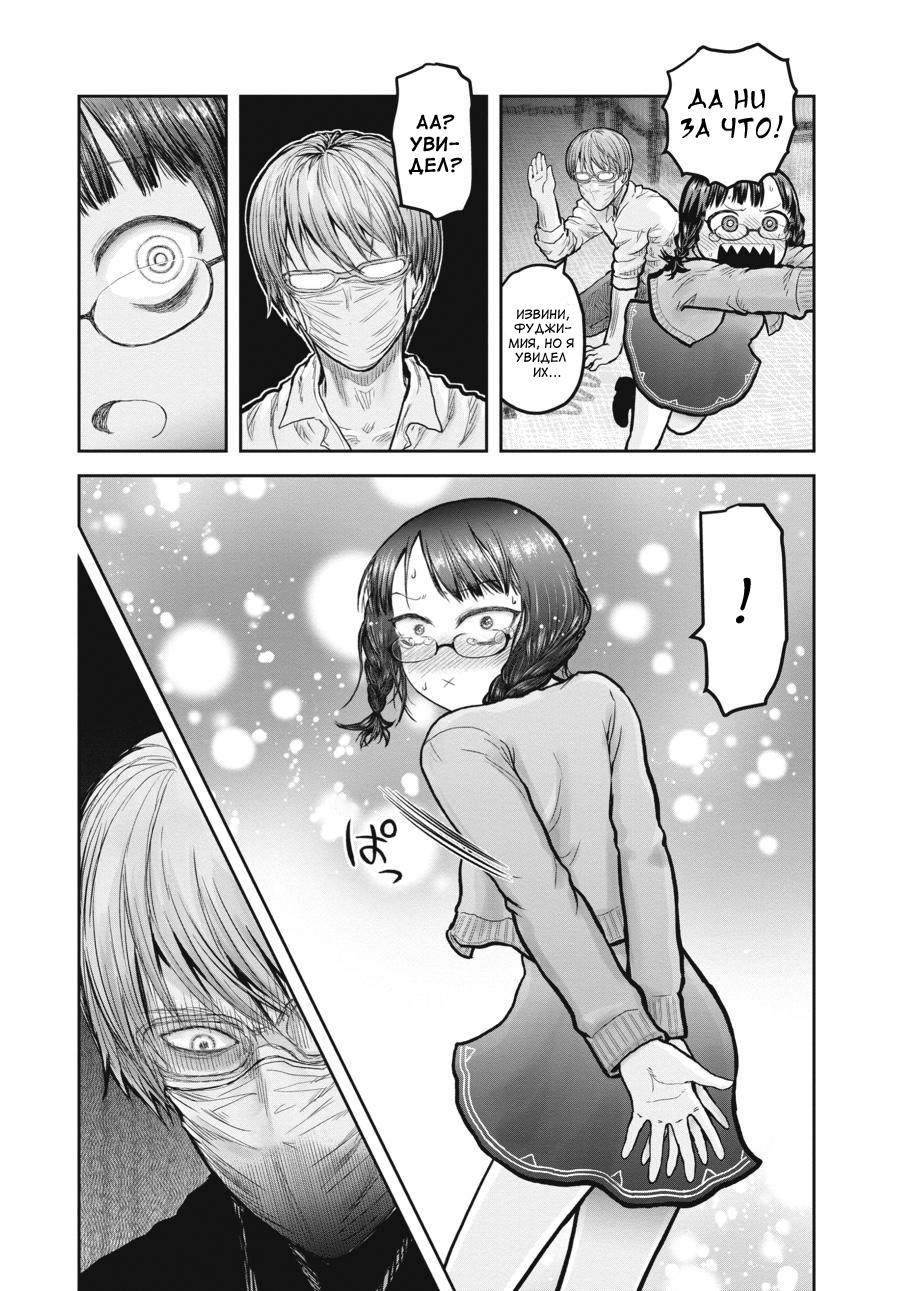 ДА НИ
ЗА ЧТО!
ИЗВИНИ,
ФУДЖИ-
МИЯ, НО Я
УВИДЕЛ
ИХ...
АА?
УВИ-
ДЕЛ?
!
ぱっ